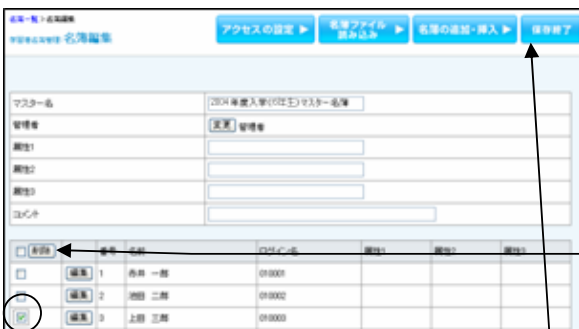 名簿一覧>名簿編集
名簿編集
アクセスの設定 ▶
名簿ファイル
読み込み ▶
名簿の追加・挿入 ▶
保存終了
マスター名
2004年度入学(6年生)マスター名簿
管理者
変更 管理者
属性1
属性2
属性3
コメント
削除 番号 名前 ログイン名 属性1 属性2 属性3
編集 1 赤井 一郎 010001
編集 2 池田 二郎 010002
編集 3 上田 三郎 010003